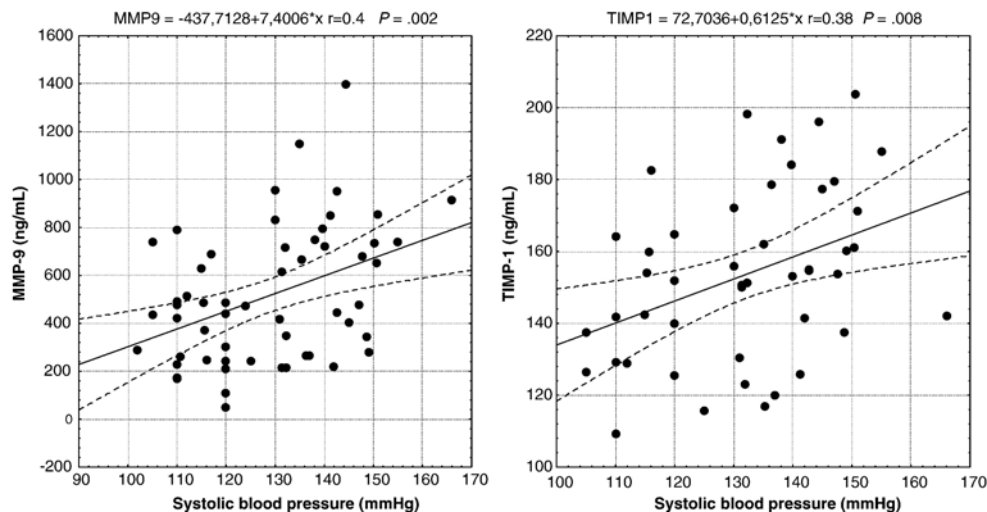 MMP9 = -437,7128+7,4006*x r=0.4 P = .002
1600
1400
1200
1000
800
600
400
200
0
-200
MMP-9 (ng/mL)
90 100 110 120 130 140 150 160 170
Systolic blood pressure (mmHg)
TIMP1 = 72,7036+0,6125*x r=0.38 P = .008
220
200
180
160
140
120
100
TIMP-1 (ng/mL)
100 110 120 130 140 150 160 170
Systolic blood pressure (mmHg)